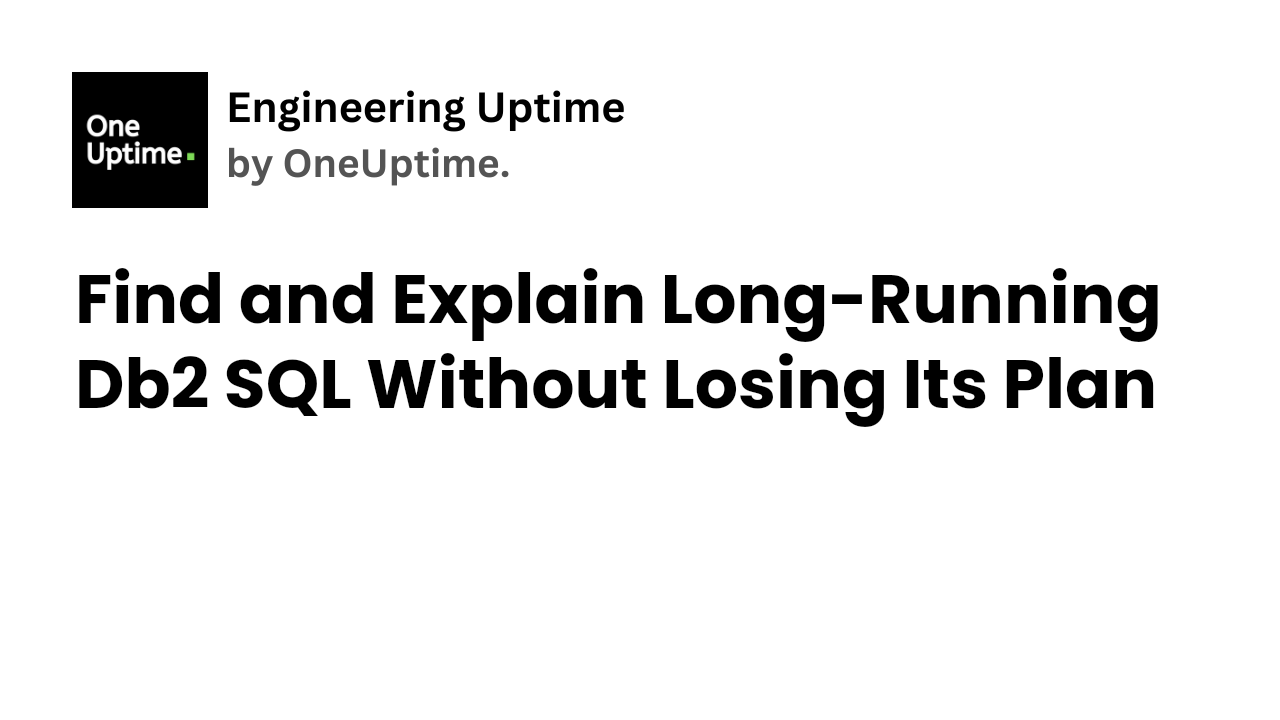 One
Uptime.
Engineering Uptime
by OneUptime.
Find and Explain Long-Running
Db2 SQL Without Losing Its Plan